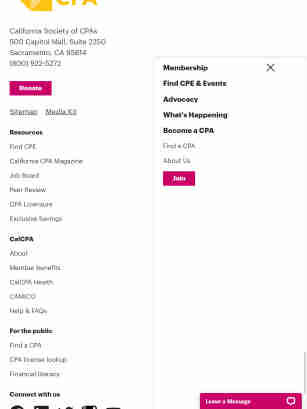 CPA
California Society of CPAs
500 Capitol Mall, Suite 2350
Sacramento, CA 95814
(800) 922-5272
Donate
Sitemap Media Kit
Resources
Find CPE
California CPA Magazine
Job Board
Peer Review
CPA Licensure
Exclusive Savings
CalCPA
About
Member Benefits
CalCPA Health
CAMICO
Help & FAQs
For the public
Find a CPA
CPA license lookup
Financial literacy
Connect with us
Membership
Find CPE & Events
Advocacy
What's Happening
Become a CPA
Find a CPA
About Us
Join
Leave a Message